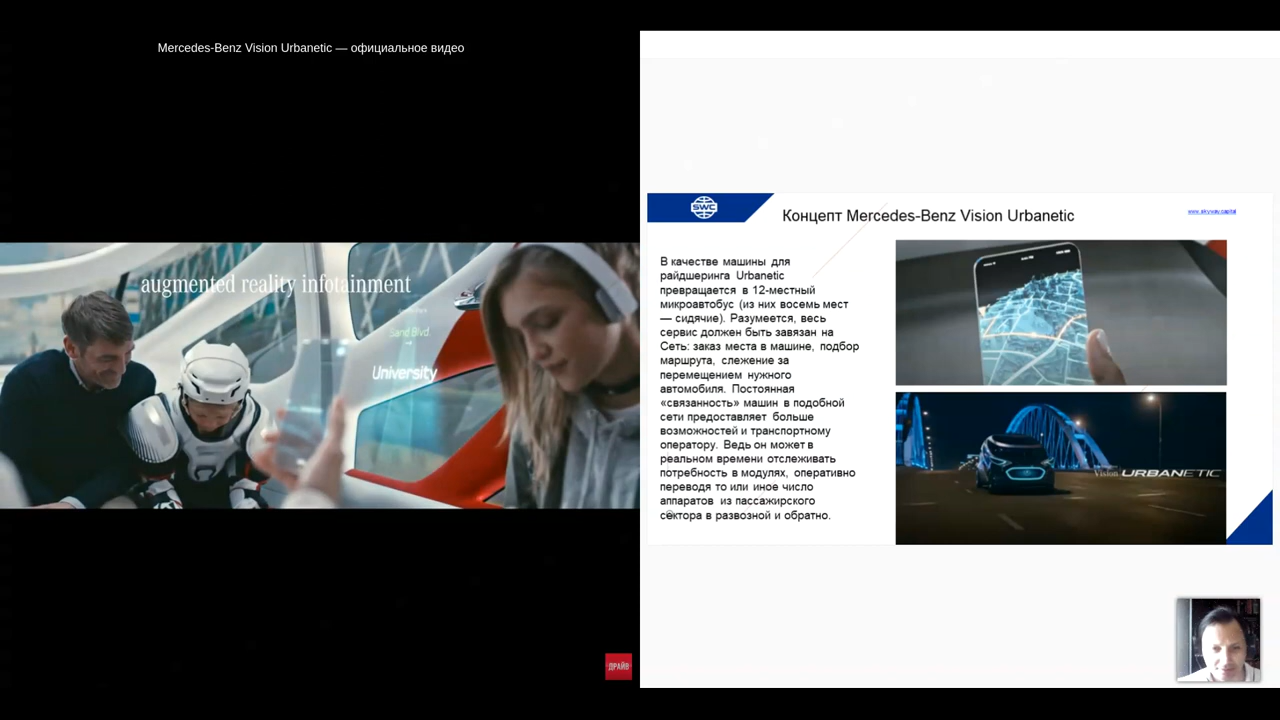 Mercedes-Benz Vision Urbanetic — официальное видео
augmented reality infotainment
Sand Blvd.
University
ДРАЙВ
SWC
Концепт Mercedes-Benz Vision Urbanetic
www.skyway.capital
В качестве машины для
райдшеринга Urbanetic
превращается в 12-местный
микроавтобус (из них восемь мест
— сидячие). Разумеется, весь
сервис должен быть завязан на
Сеть: заказ места в машине, подбор
маршрута, слежение за
перемещением нужного
автомобиля. Постоянная
«связанность» машин в подобной
сети предоставляет больше
возможностей и транспортному
оператору. Ведь он может в
реальном времени отслеживать
потребность в модулях, оперативно
переводя то или иное число
аппаратов из пассажирского
сектора в развозной и обратно.
Vision URBANETIC